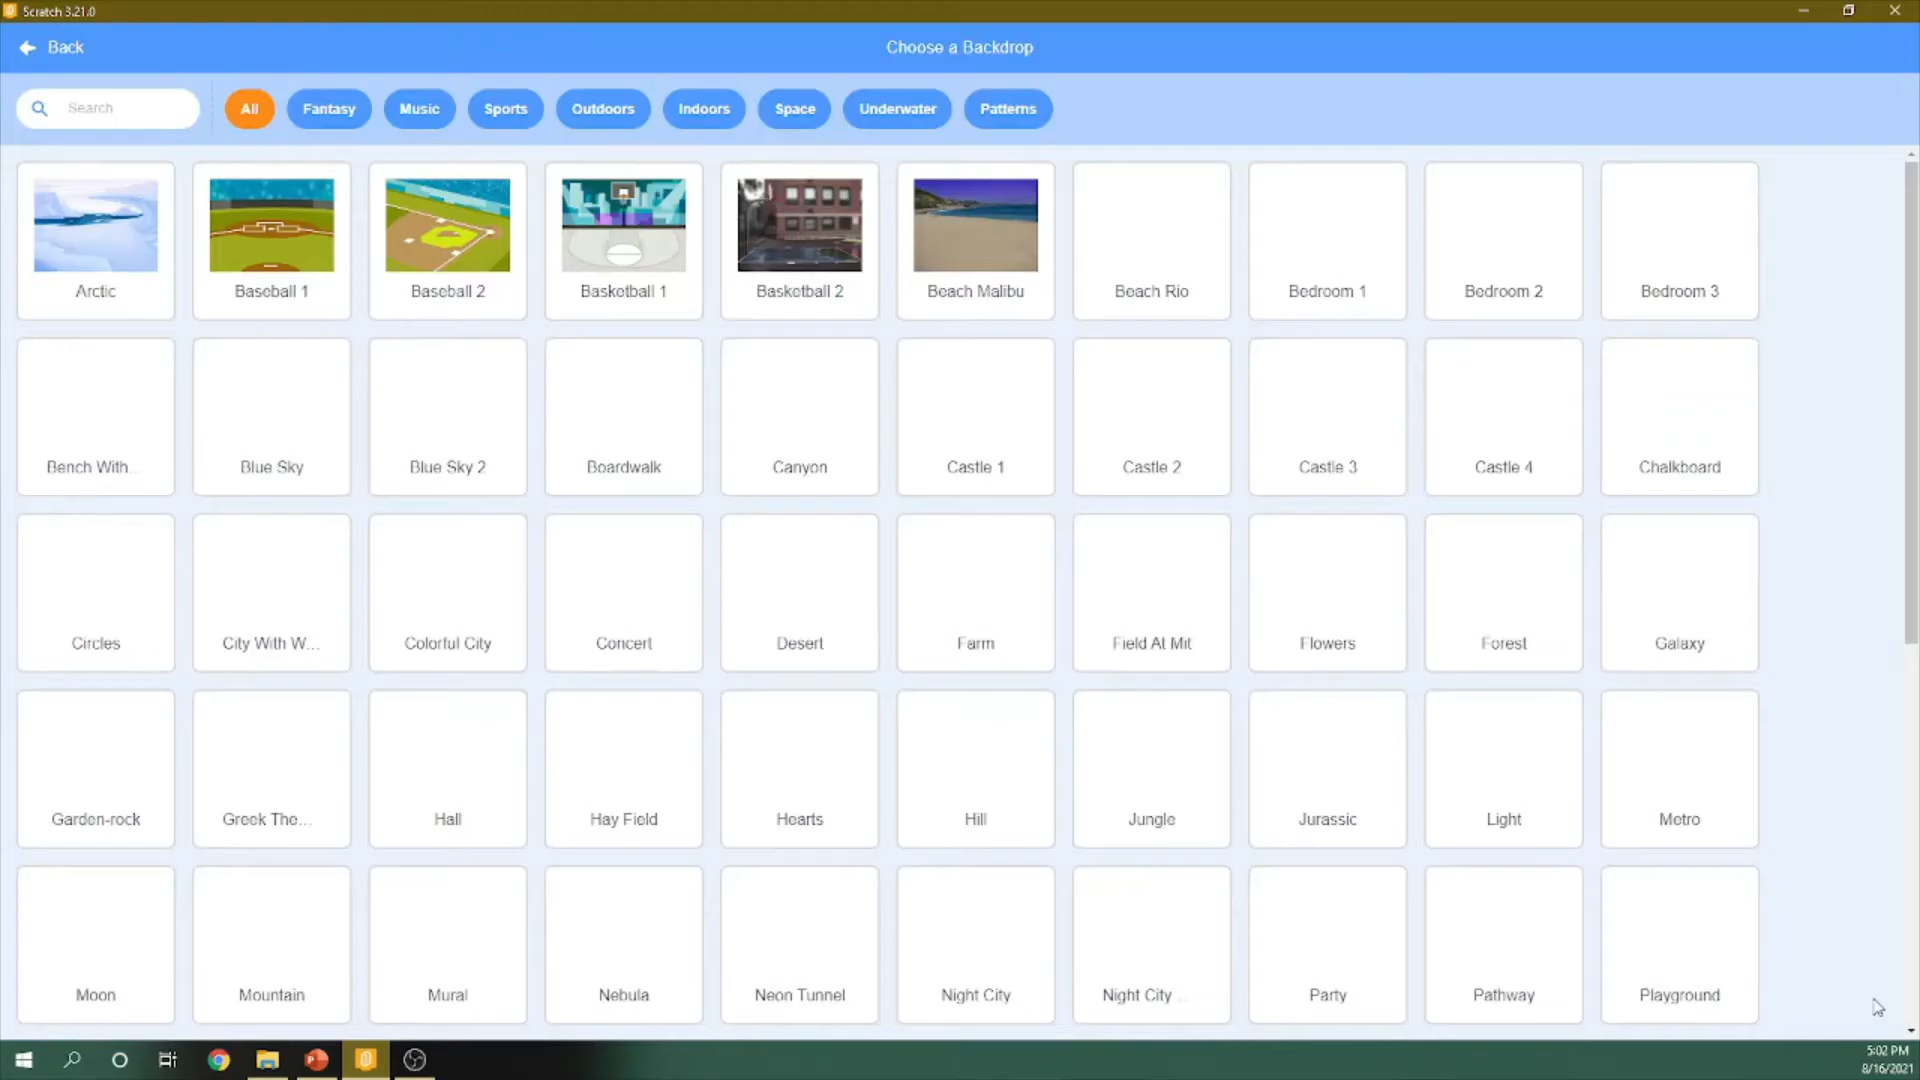 Scratch 3.21.0
Back
Choose a Backdrop
Search
All
Fantasy
Music
Sports
Outdoors
Indoors
Space
Underwater
Patterns
Arctic
Baseball 1
Baseball 2
Basketball 1
Basketball 2
Beach Malibu
Beach Rio
Bedroom 1
Bedroom 2
Bedroom 3
Bench With...
Blue Sky
Blue Sky 2
Boardwalk
Canyon
Castle 1
Castle 2
Castle 3
Castle 4
Chalkboard
Circles
City With W...
Colorful City
Concert
Desert
Farm
Field At Mit
Flowers
Forest
Galaxy
Garden-rock
Greek The...
Hall
Hay Field
Hearts
Hill
Jungle
Jurassic
Light
Metro
Moon
Mountain
Mural
Nebula
Neon Tunnel
Night City
Night City ...
Party
Pathway
Playground
5:02 PM
8/16/2021